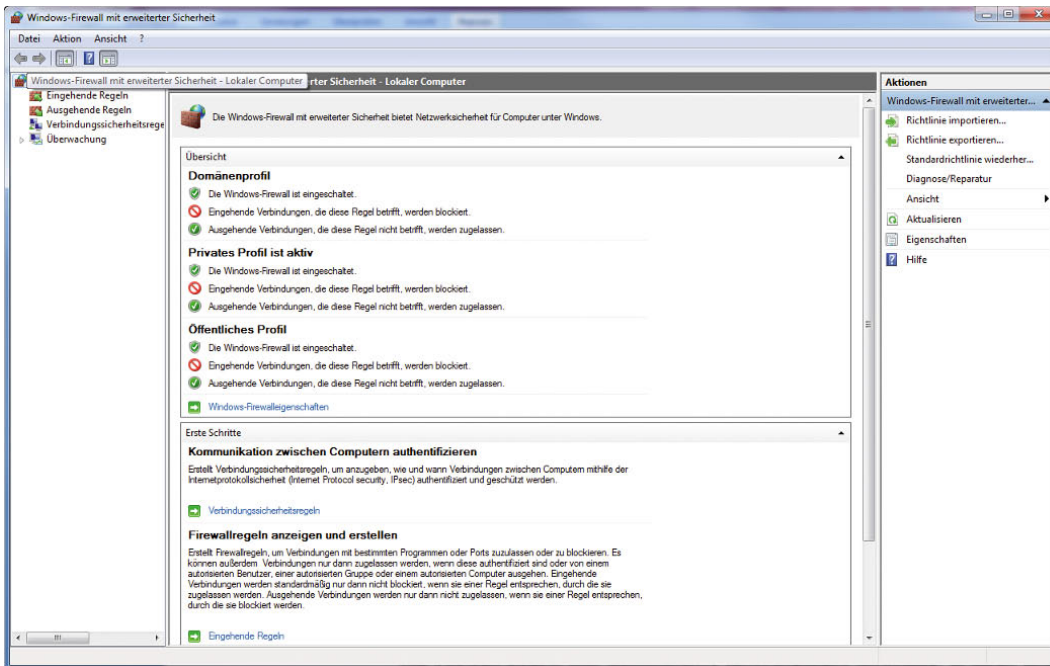 Windows-Firewall mit erweiterter Sicherheit
Datei Aktion Ansicht ?
Windows-Firewall mit erweiterter Sicherheit - Lokaler Computer
rter Sicherheit - Lokaler Computer
Eingehende Regeln
Ausgehende Regeln
Verbindungssicherheitsrege
Überwachung
Die Windows-Firewall mit erweiterter Sicherheit bietet Netzwerksicherheit für Computer unter Windows.
Übersicht
Domänenprofil
Die Windows-Firewall ist eingeschaltet.
Eingehende Verbindungen, die diese Regel betrifft, werden blockiert.
Ausgehende Verbindungen, die diese Regel nicht betrifft, werden zugelassen.
Privates Profil ist aktiv
Die Windows-Firewall ist eingeschaltet.
Eingehende Verbindungen, die diese Regel betrifft, werden blockiert.
Ausgehende Verbindungen, die diese Regel nicht betrifft, werden zugelassen.
Öffentliches Profil
Die Windows-Firewall ist eingeschaltet.
Eingehende Verbindungen, die diese Regel betrifft, werden blockiert.
Ausgehende Verbindungen, die diese Regel nicht betrifft, werden zugelassen.
Windows-Firewalleigenschaften
Erste Schritte
Kommunikation zwischen Computern authentifizieren
Erstellt Verbindungssicherheitsregeln, um anzugeben, wie und wann Verbindungen zwischen Computern mithilfe der
Internetprotokollsicherheit (Internet Protocol security, IPsec) authentifiziert und geschützt werden.
Verbindungssicherheitsregeln
Firewallregeln anzeigen und erstellen
Erstellt Firewallregeln, um Verbindungen mit bestimmten Programmen oder Ports zuzulassen oder zu blockieren. Es
können außerdem Verbindungen nur dann zugelassen werden, wenn diese authentifiziert sind oder von einem
autorisierten Benutzer, einer autorisierten Gruppe oder einem autorisierten Computer ausgehen. Eingehende
Verbindungen werden standardmäßig nur dann nicht blockiert, wenn sie einer Regel entsprechen, durch die sie
zugelassen werden. Ausgehende Verbindungen werden nur dann nicht zugelassen, wenn sie einer Regel entsprechen,
durch die sie blockiert werden.
Eingehende Regeln
Aktionen
Windows-Firewall mit erweiterter...
Richtlinie importieren...
Richtlinie exportieren...
Standardrichtlinie wiederher...
Diagnose/Reparatur
Ansicht
Aktualisieren
Eigenschaften
Hilfe